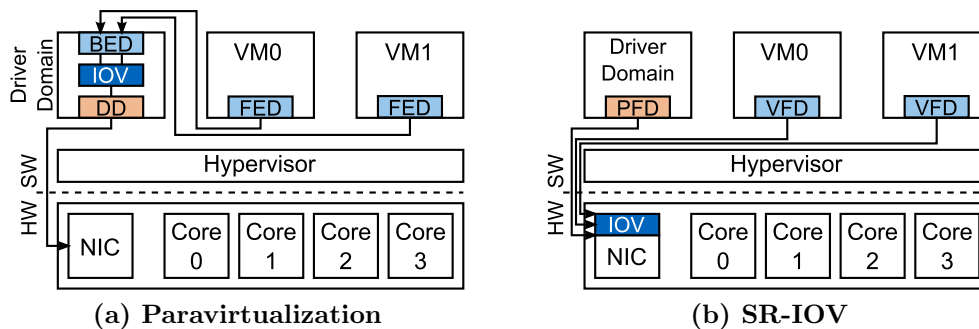 Driver
Domain
BED
IOV
DD
VM0
FED
VM1
FED
SW
HW
Hypervisor
NIC
Core
0
Core
1
Core
2
Core
3
(a) Paravirtualization
Driver
Domain
PFD
VM0
VFD
VM1
VFD
SW
HW
Hypervisor
IOV
NIC
Core
0
Core
1
Core
2
Core
3
(b) SR-IOV